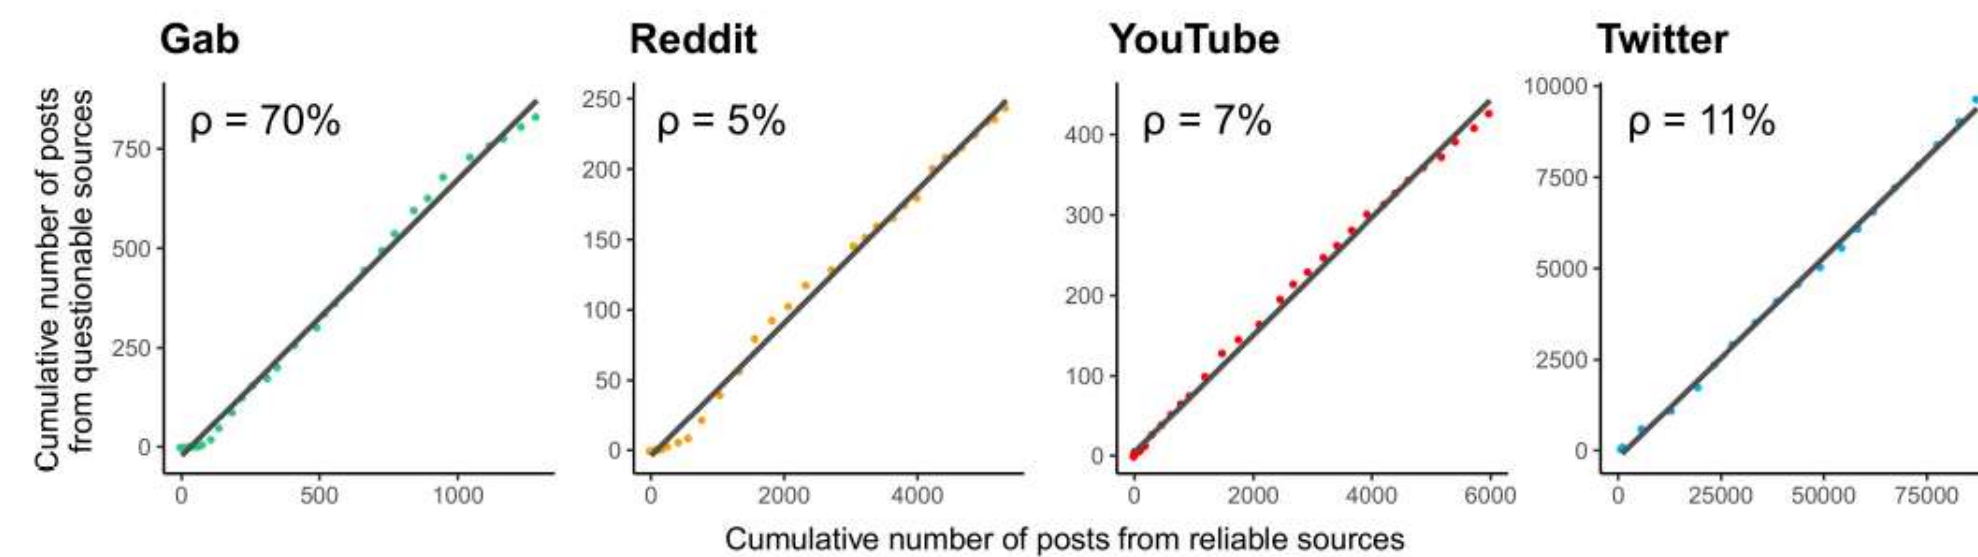 Gab
Reddit
YouTube
Twitter
Cumulative number of posts
from questionable sources
ρ = 70%
750
500
250
0
0 500 1000
ρ = 5%
250
200
150
100
50
0
0 2000 4000
ρ = 7%
400
300
200
100
0
0 2000 4000 6000
ρ = 11%
10000
7500
5000
2500
0
0 25000 50000 75000
Cumulative number of posts from reliable sources